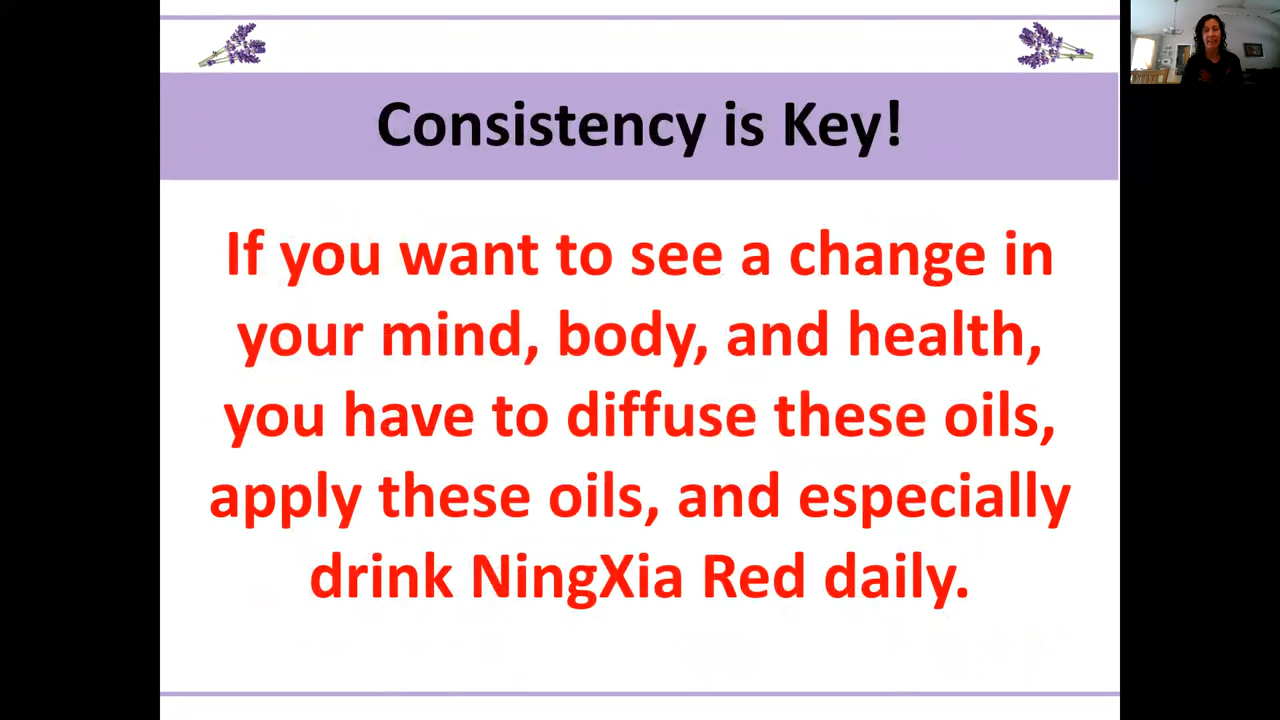 Consistency is Key!
If you want to see a change in
your mind, body, and health,
you have to diffuse these oils,
apply these oils, and especially
drink NingXia Red daily.